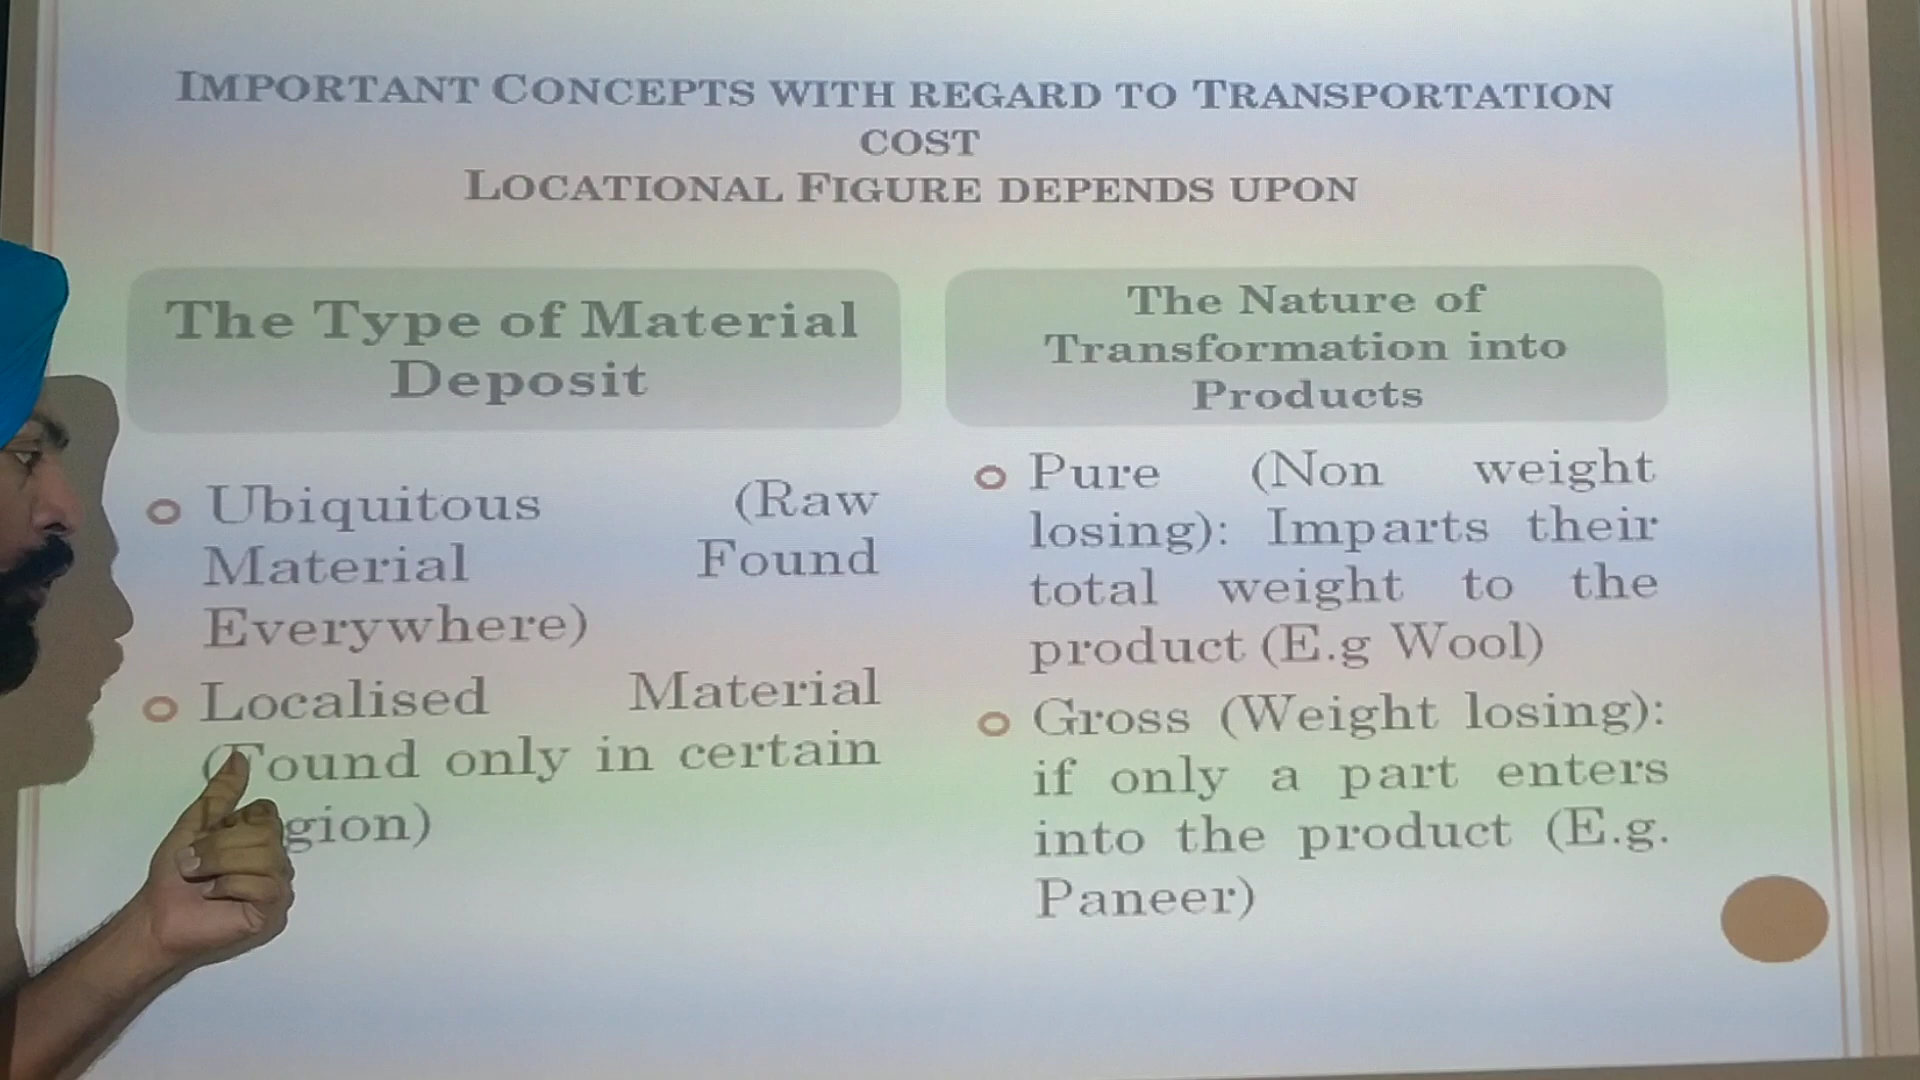 IMPORTANT CONCEPTS WITH REGARD TO TRANSPORTATION
COST
LOCATIONAL FIGURE DEPENDS UPON
The Type of Material
Deposit
Ubiquitous (Raw
Material Found
Everywhere)
Localised Material
(Found only in certain
Region)
The Nature of
Transformation into
Products
Pure (Non weight
losing): Imparts their
total weight to the
product (E.g Wool)
Gross (Weight losing):
if only a part enters
into the product (E.g.
Paneer)